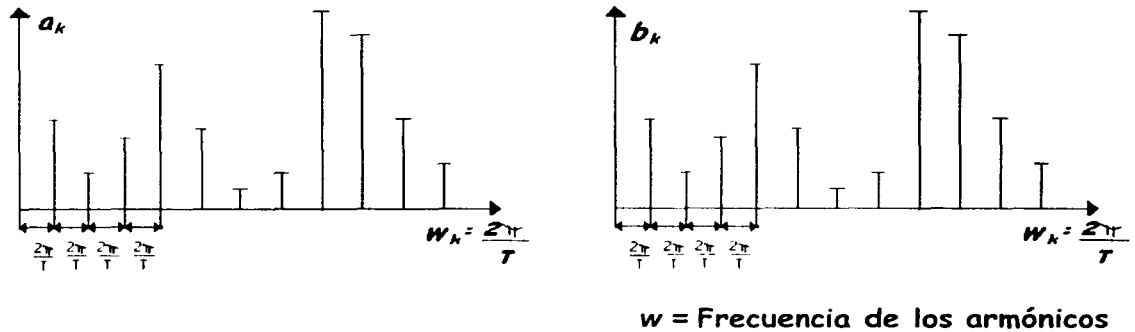 a_k
w_k = 2π/T
2π/T 2π/T 2π/T 2π/T
b_k
w_k = 2π/T
2π/T 2π/T 2π/T 2π/T
w = Frecuencia de los armónicos